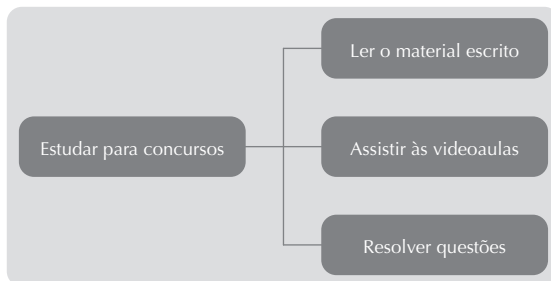 Ler o material escrito
Estudar para concursos
Assistir às videoaulas
Resolver questões